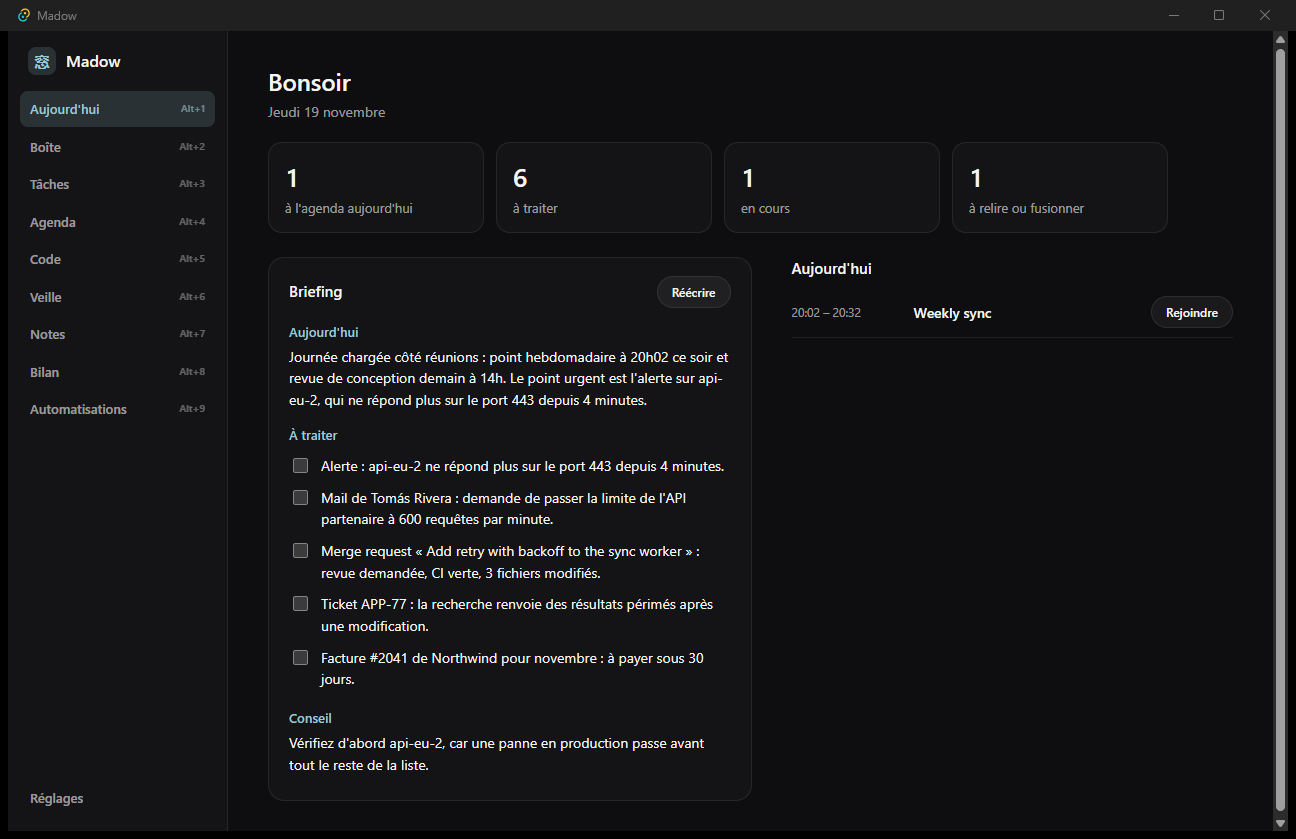 Madow
窓 Madow
Aujourd'hui Alt+1
Boîte Alt+2
Tâches Alt+3
Agenda Alt+4
Code Alt+5
Veille Alt+6
Notes Alt+7
Bilan Alt+8
Automatisations Alt+9
Réglages
Bonsoir
Jeudi 19 novembre
1
à l'agenda aujourd'hui
6
à traiter
1
en cours
1
à relire ou fusionner
Briefing
Réécrire
Aujourd'hui
Journée chargée côté réunions : point hebdomadaire à 20h02 ce soir et
revue de conception demain à 14h. Le point urgent est l'alerte sur api-
eu-2, qui ne répond plus sur le port 443 depuis 4 minutes.
À traiter
Alerte : api-eu-2 ne répond plus sur le port 443 depuis 4 minutes.
Mail de Tomás Rivera : demande de passer la limite de l'API
partenaire à 600 requêtes par minute.
Merge request « Add retry with backoff to the sync worker » :
revue demandée, CI verte, 3 fichiers modifiés.
Ticket APP-77 : la recherche renvoie des résultats périmés après
une modification.
Facture #2041 de Northwind pour novembre : à payer sous 30
jours.
Conseil
Vérifiez d'abord api-eu-2, car une panne en production passe avant
tout le reste de la liste.
Aujourd'hui
20:02 – 20:32 Weekly sync Rejoindre